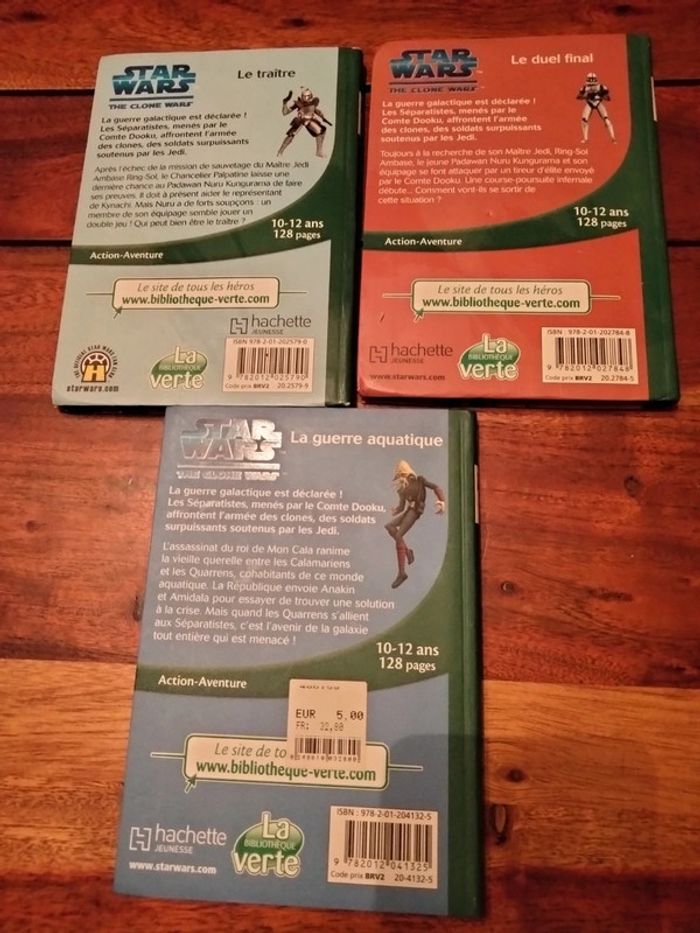 STAR WARS
THE CLONE WARS
Le traître
La guerre galactique est déclarée !
Les Séparatistes, menés par le
Comte Dooku, affrontent l'armée
des clones, des soldats surpuissants
soutenus par les Jedi.
Après l'échec de la mission de sauvetage du Maître Jedi
Ambase Ring-Sol, le Chancelier Palpatine laisse une
dernière chance au Padawan Nuru Kungurama de faire
ses preuves. Il doit à présent aider le représentant
de Kynachi. Mais Nuru a de forts soupçons : un
membre de son équipage semble jouer un
double jeu ! Qui peut bien être le traître ?
10-12 ans
128 pages
Action-Aventure
Le site de tous les héros
www.bibliotheque-verte.com
hachette
JEUNESSE
ISBN 978-2-01-202579-0
9 782012 025790
Code prix BRV2 20.2579-9
La
BIBLIOTHÈQUE
verte
starwars.com
STAR WARS
THE CLONE WARS
Le duel final
La guerre galactique est déclarée !
Les Séparatistes, menés par le
Comte Dooku, affrontent l'armée
des clones, des soldats surpuissants
soutenus par les Jedi.
Toujours à la recherche de son Maître Jedi, Ring-Sol
Ambase, le jeune Padawan Nuru Kungurama et son
équipage se font attaquer par un tireur d'élite envoyé
par le Comte Dooku. Une course-poursuite infernale
débute... Comment vont-ils se sortir de
cette situation ?
10-12 ans
128 pages
Action-Aventure
Le site de tous les héros
www.bibliotheque-verte.com
hachette
JEUNESSE
www.starwars.com
La
BIBLIOTHÈQUE
verte
ISBN : 978-2-01-202784-8
9 782012 027848
Code prix BRV2 20.2784-5
STAR WARS
THE CLONE WARS
La guerre aquatique
La guerre galactique est déclarée !
Les Séparatistes, menés par le Comte Dooku,
affrontent l'armée des clones, des soldats
surpuissants soutenus par les Jedi.
L'assassinat du roi de Mon Cala ranime
la vieille querelle entre les Calamariens
et les Quarrens, cohabitants de ce monde
aquatique. La République envoie Anakin
et Amidala pour essayer de trouver une solution
à la crise. Mais quand les Quarrens s'allient
aux Séparatistes, c'est l'avenir de la galaxie
tout entière qui est menacé !
10-12 ans
128 pages
Action-Aventure
EUR 5,00
FR: 32,80
Le site de to
www.bibliotheque-verte.com
hachette
JEUNESSE
www.starwars.com
La
BIBLIOTHÈQUE
verte
ISBN : 978-2-01-204132-5
9 782012 041325
Code prix BRV2 20-4132-5